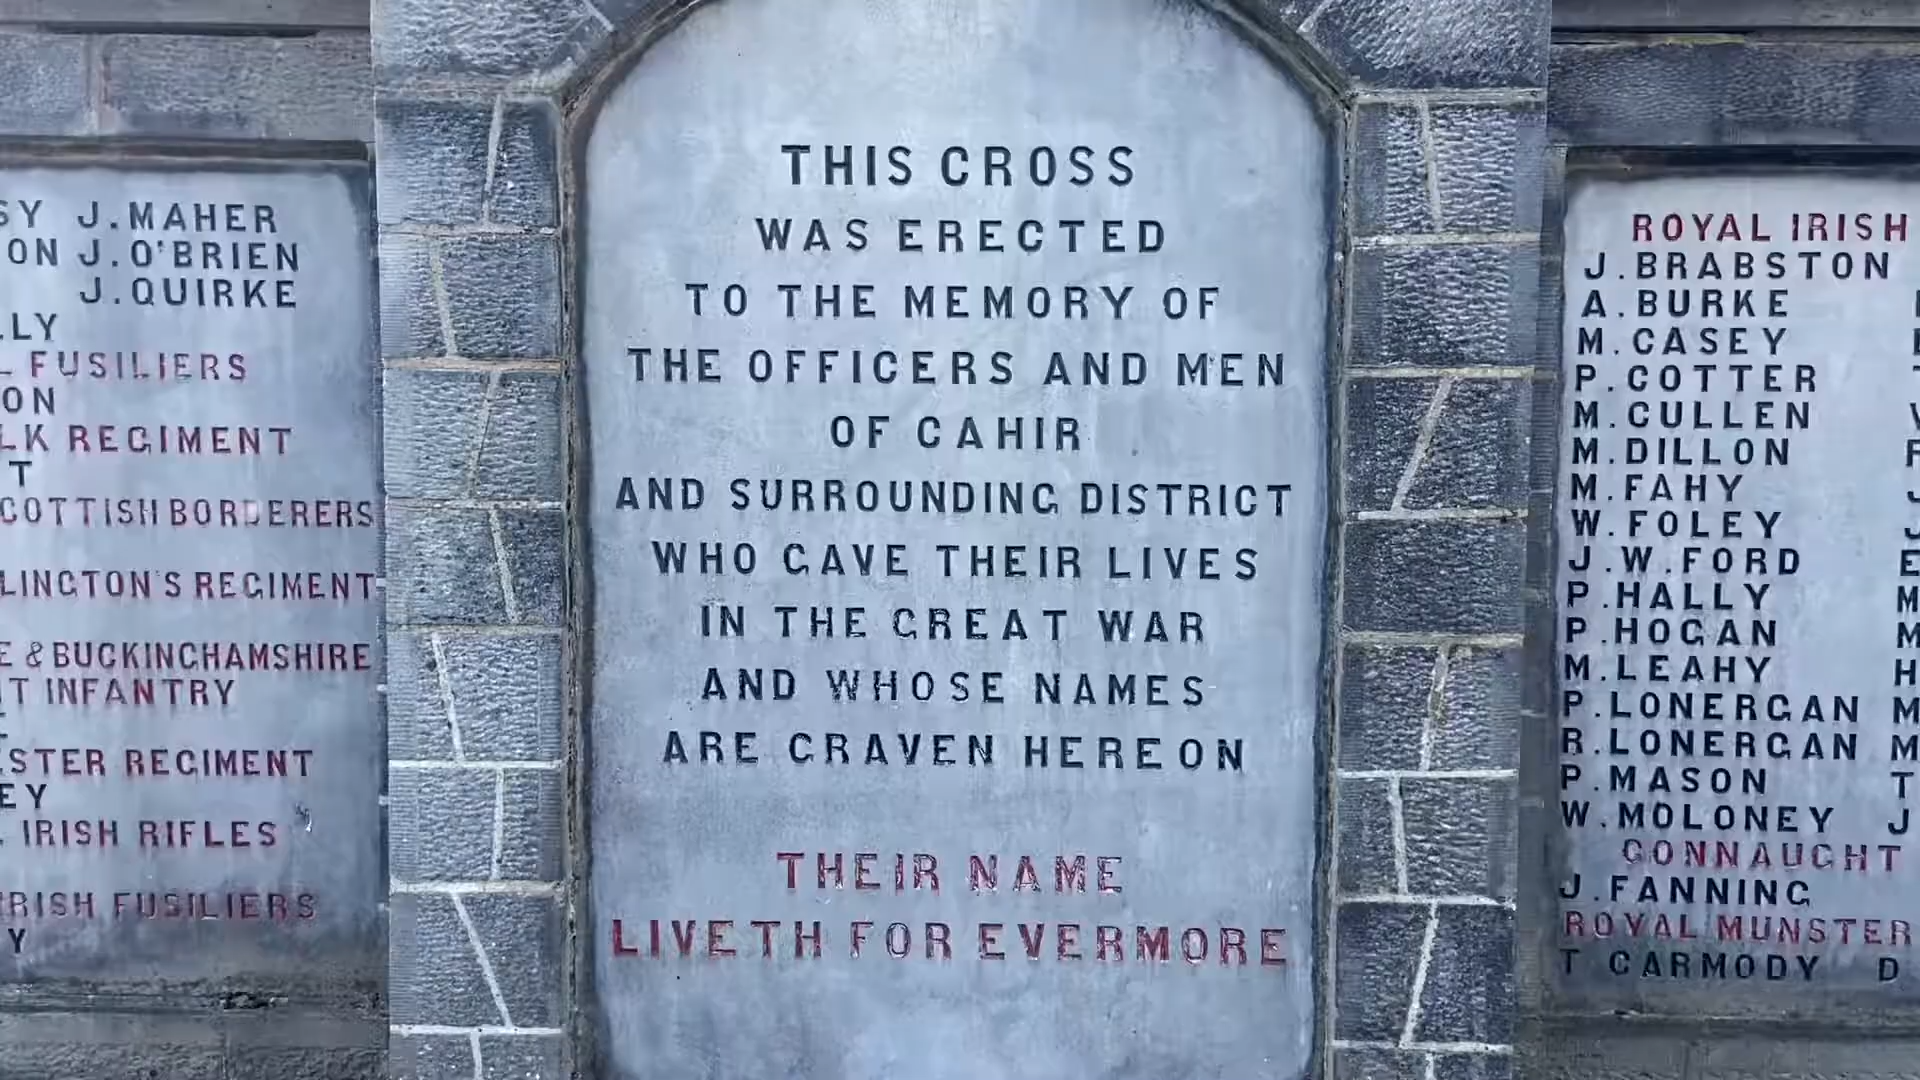 J.MAHER
ON J.O'BRIEN
J.QUIRKE
LLY
FUSILIERS
ON
LK REGIMENT
T
COTTISH BORDERERS
LINGTON'S REGIMENT
E & BUCKINGHAMSHIRE
T INFANTRY
STER REGIMENT
EY
IRISH RIFLES
RISH FUSILIERS
Y
THIS CROSS
WAS ERECTED
TO THE MEMORY OF
THE OFFICERS AND MEN
OF CAHIR
AND SURROUNDING DISTRICT
WHO GAVE THEIR LIVES
IN THE GREAT WAR
AND WHOSE NAMES
ARE GRAVEN HEREON
THEIR NAME
LIVETH FOR EVERMORE
ROYAL IRISH
J.BRABSTON
A.BURKE
M.CASEY
P.COTTER
M.CULLEN
M.DILLON
M.FAHY
W.FOLEY
J.W.FORD E
P.HALLY M
P.HOGAN M
M.LEAHY H
P.LONERGAN M
R.LONERGAN M
P.MASON T
W.MOLONEY J
CONNAUGHT
J.FANNING
ROYAL MUNSTER
T CARMODY D